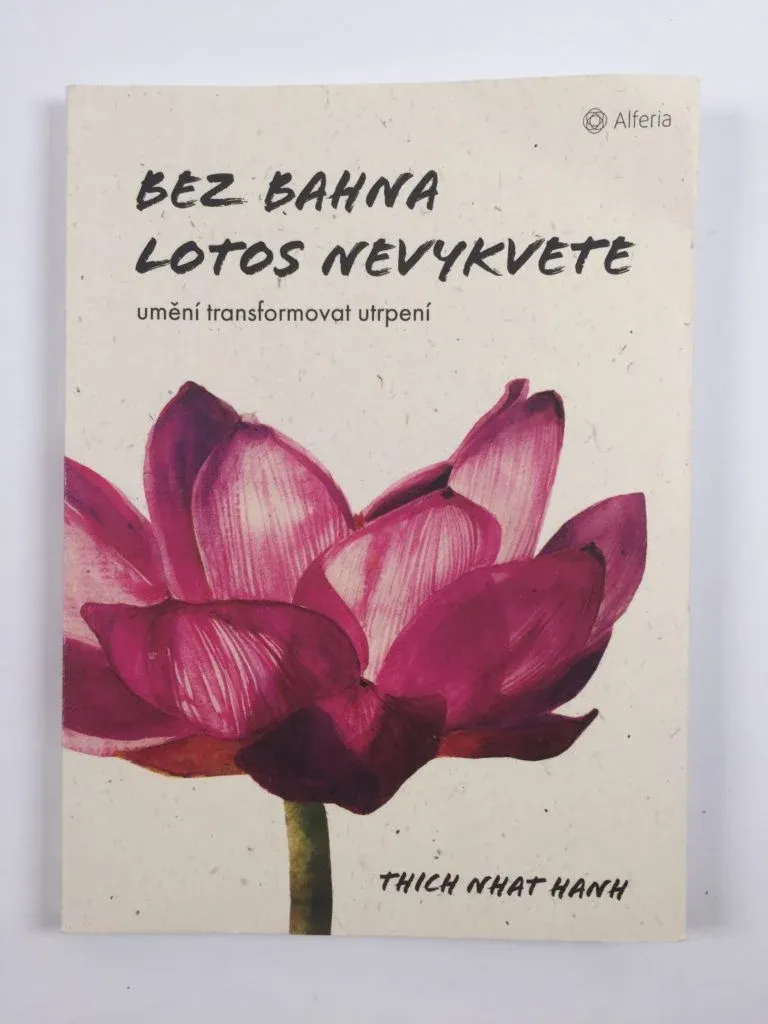 Alferia
BEZ BAHNA
LOTOS NEVYKVETE
umění transformovat utrpení
THICH NHAT HANH